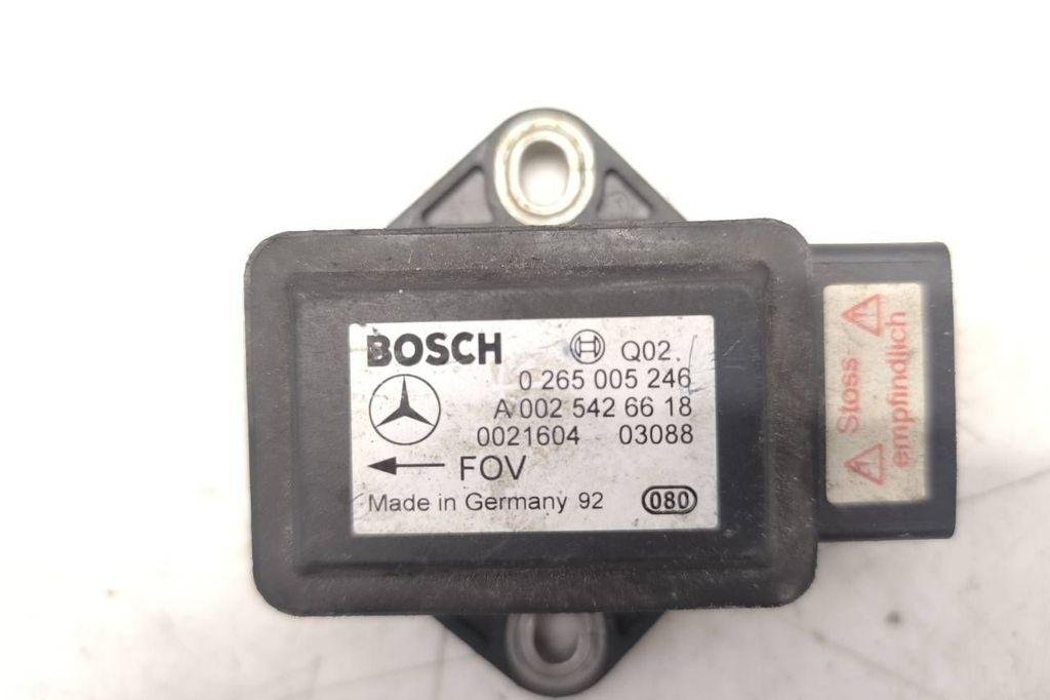 BOSCH Q02.
0 265 005 246
A 002 542 66 18
0021604 03088
FOV
Made in Germany 92 080
Stoss-
empfindlich